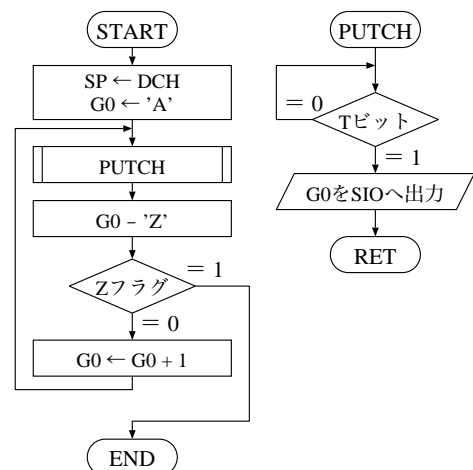 START
SP ← DCH
G0 ← 'A'
PUTCH
G0 - 'Z'
Zフラグ
= 1
= 0
G0 ← G0 + 1
END
PUTCH
= 0
Tビット
= 1
G0をSIOへ出力
RET